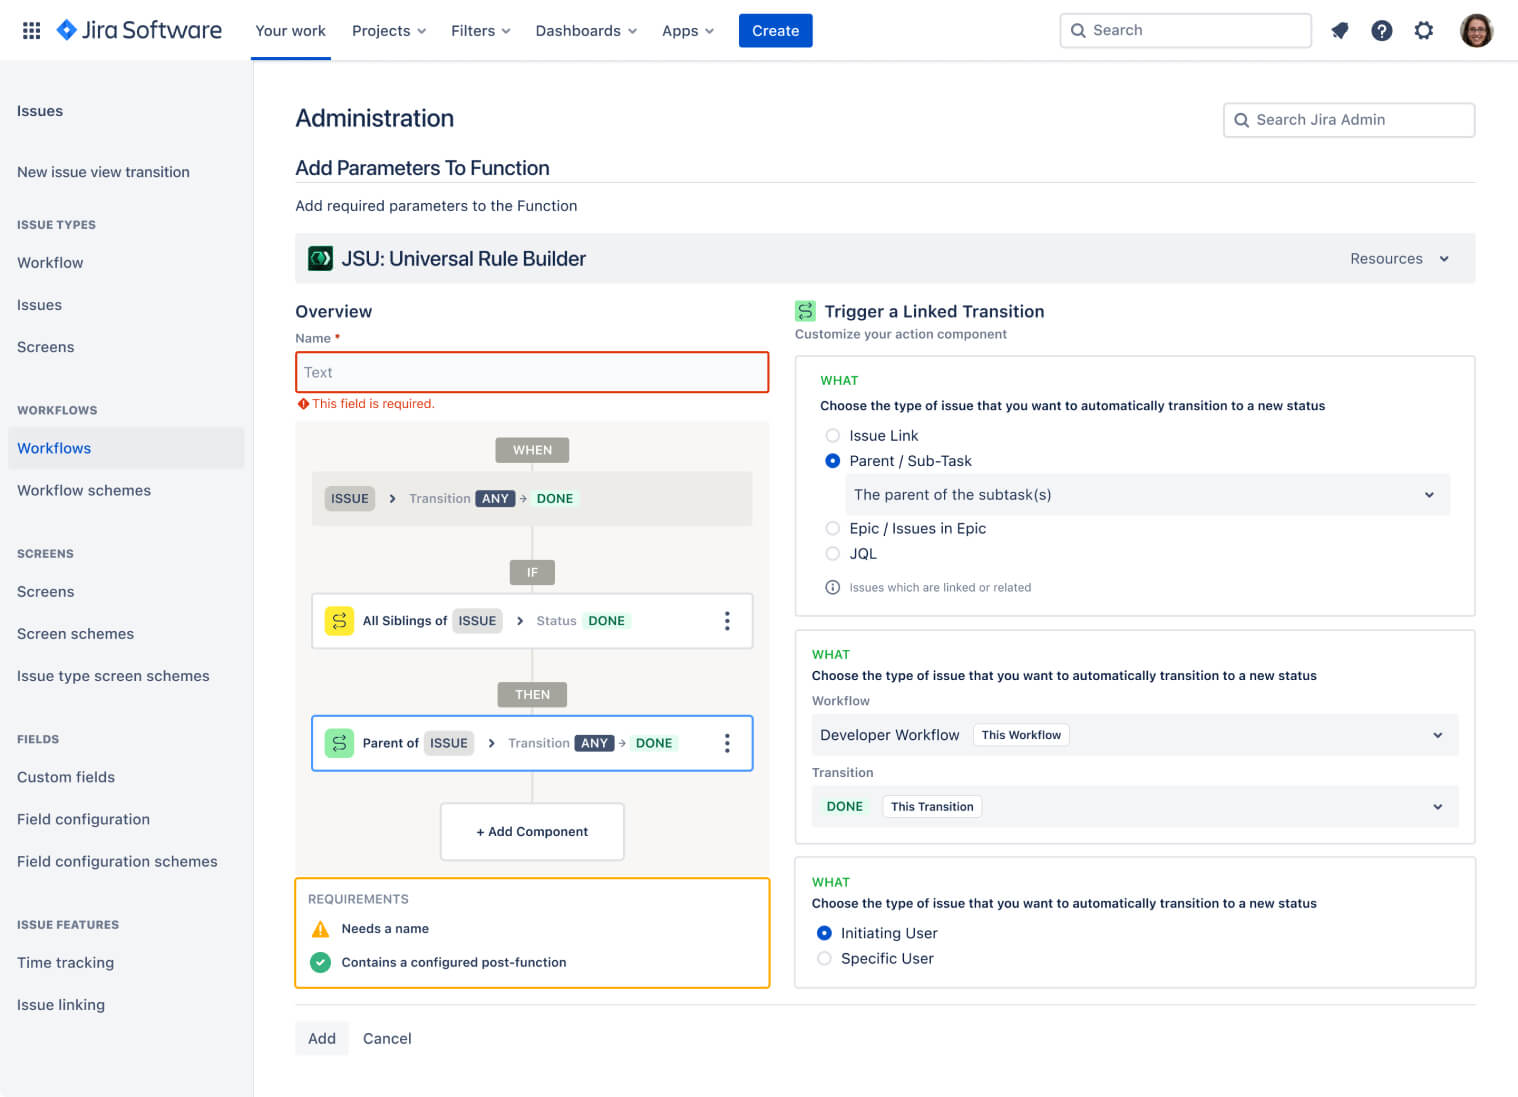 Jira Software
Your work
Projects
Filters
Dashboards
Apps
Create
Search
Issues
New issue view transition
ISSUE TYPES
Workflow
Issues
Screens
WORKFLOWS
Workflows
Workflow schemes
SCREENS
Screens
Screen schemes
Issue type screen schemes
FIELDS
Custom fields
Field configuration
Field configuration schemes
ISSUE FEATURES
Time tracking
Issue linking
Administration
Search Jira Admin
Add Parameters To Function
Add required parameters to the Function
JSU: Universal Rule Builder
Resources
Overview
Name *
Text
This field is required.
WHEN
ISSUE > Transition ANY → DONE
IF
All Siblings of ISSUE > Status DONE
THEN
Parent of ISSUE > Transition ANY → DONE
+ Add Component
REQUIREMENTS
Needs a name
Contains a configured post-function
Trigger a Linked Transition
Customize your action component
WHAT
Choose the type of issue that you want to automatically transition to a new status
Issue Link
Parent / Sub-Task
The parent of the subtask(s)
Epic / Issues in Epic
JQL
Issues which are linked or related
WHAT
Choose the type of issue that you want to automatically transition to a new status
Workflow
Developer Workflow This Workflow
Transition
DONE This Transition
WHAT
Choose the type of issue that you want to automatically transition to a new status
Initiating User
Specific User
Add
Cancel